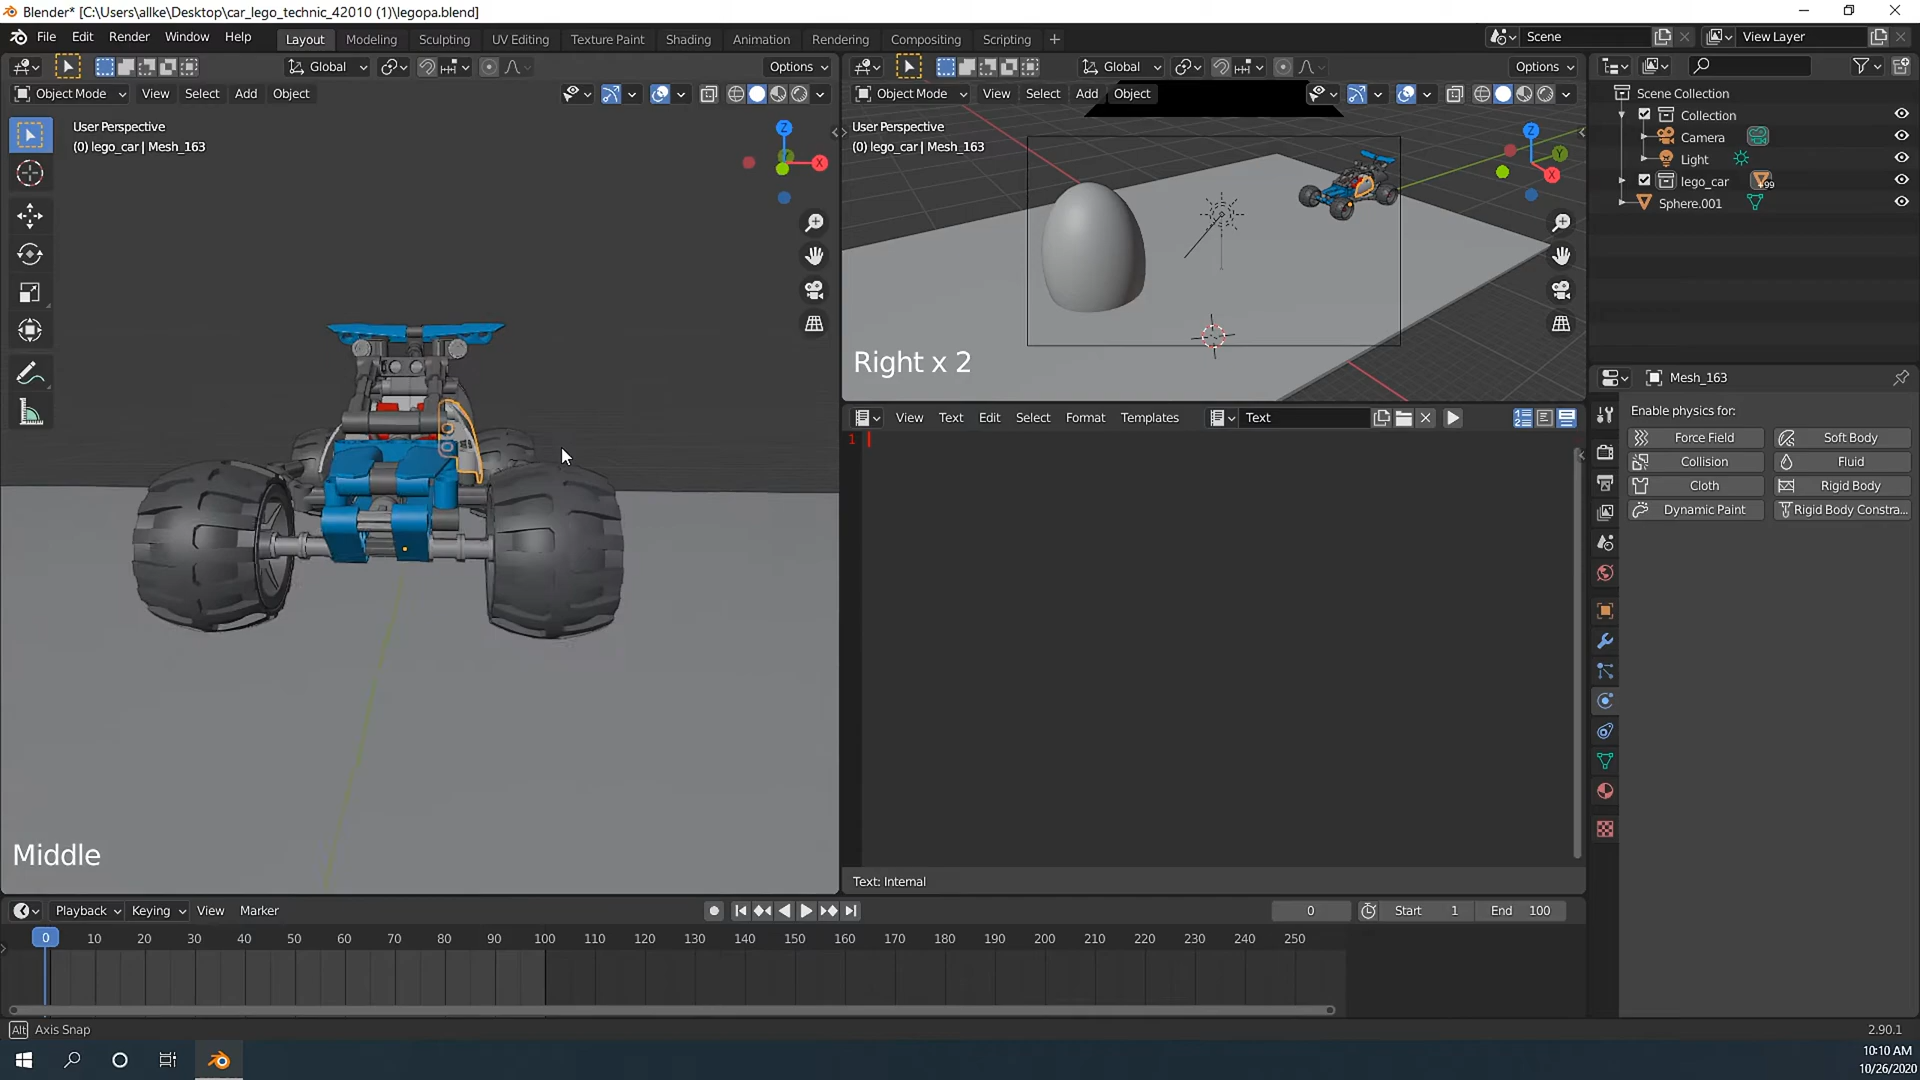 Blender* [C:\Users\allke\Desktop\car_lego_technic_42010 (1)\legopa.blend]
File Edit Render Window Help Layout Modeling Sculpting UV Editing Texture Paint Shading Animation Rendering Compositing Scripting + Scene View Layer
Global Options
Object Mode View Select Add Object
User Perspective
(0) lego_car | Mesh_163
Z
X
Middle
Global Options
Object Mode View Select Add Object
User Perspective
(0) lego_car | Mesh_163
Z
Y
X
Right x 2
View Text Edit Select Format Templates Text
1
Text: Internal
Scene Collection
Collection
Camera
Light
lego_car 99
Sphere.001
Mesh_163
Enable physics for:
Force Field Soft Body
Collision Fluid
Cloth Rigid Body
Dynamic Paint Rigid Body Constra...
Playback Keying View Marker 0 Start 1 End 100
0 10 20 30 40 50 60 70 80 90 100 110 120 130 140 150 160 170 180 190 200 210 220 230 240 250
Alt Axis Snap 2.90.1
10:10 AM
10/26/2020